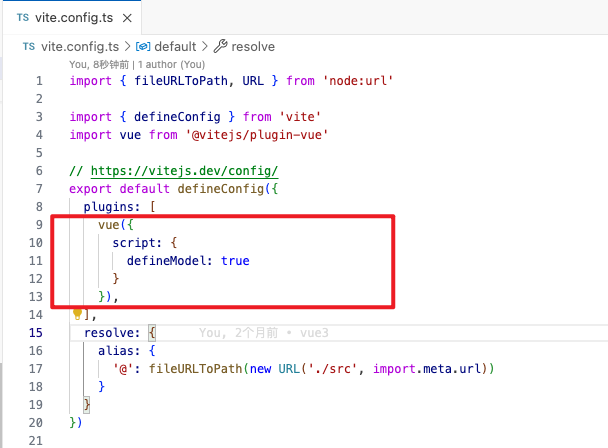 TS vite.config.ts ×
TS vite.config.ts > default > resolve
You, 8秒钟前 | 1 author (You)
1 import { fileURLToPath, URL } from 'node:url'
2
3 import { defineConfig } from 'vite'
4 import vue from '@vitejs/plugin-vue'
5
6 // https://vitejs.dev/config/
7 export default defineConfig({
8 plugins: [
9 vue({
10 script: {
11 defineModel: true
12 }
13 }),
14 ],
15 resolve: { You, 2个月前 • vue3
16 alias: {
17 '@': fileURLToPath(new URL('./src', import.meta.url))
18 }
19 }
20 })
21